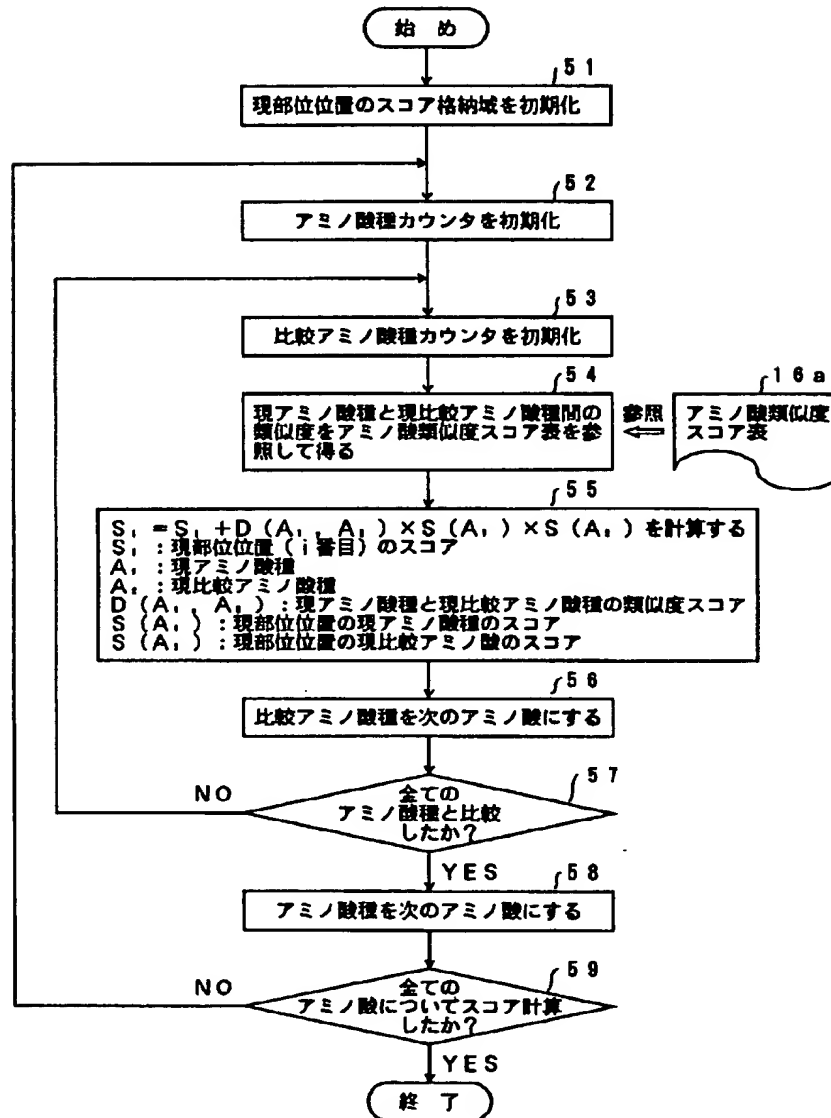 始 め
51
現部位位置のスコア格納域を初期化
52
アミノ酸種カウンタを初期化
53
比較アミノ酸種カウンタを初期化
54
16a
現アミノ酸種と現比較アミノ酸種間の
類似度をアミノ酸類似度スコア表を参
照して得る
参照
アミノ酸類似度
スコア表
55
を計算する
:現部位位置(i番目)のスコア
:現アミノ酸種
:現比較アミノ酸種
:現アミノ酸種と現比較アミノ酸種の類似度スコア
:現部位位置の現アミノ酸種のスコア
:現部位位置の現比較アミノ酸のスコア
56
比較アミノ酸種を次のアミノ酸にする
57
全ての
アミノ酸種と比較
したか?
NO
YES
58
アミノ酸種を次のアミノ酸にする
59
全ての
アミノ酸についてスコア計算
したか?
NO
YES
終 了